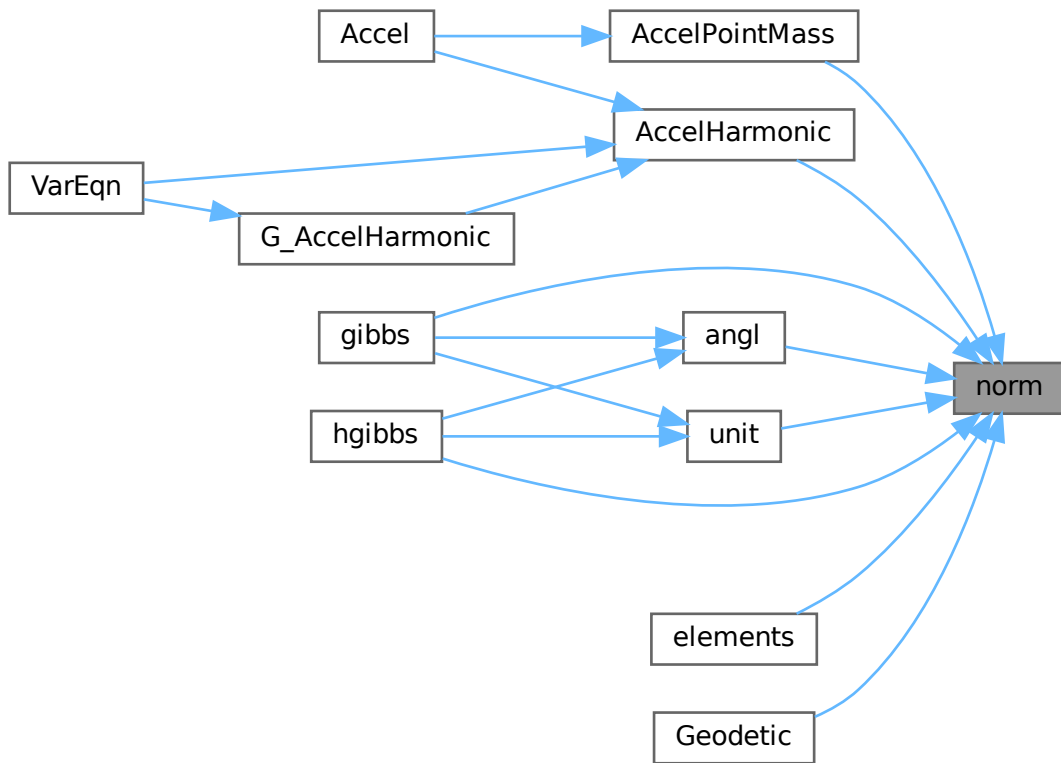 Accel
AccelPointMass
AccelHarmonic
VarEqn
G_AccelHarmonic
gibbs
angl
norm
hgibbs
unit
elements
Geodetic